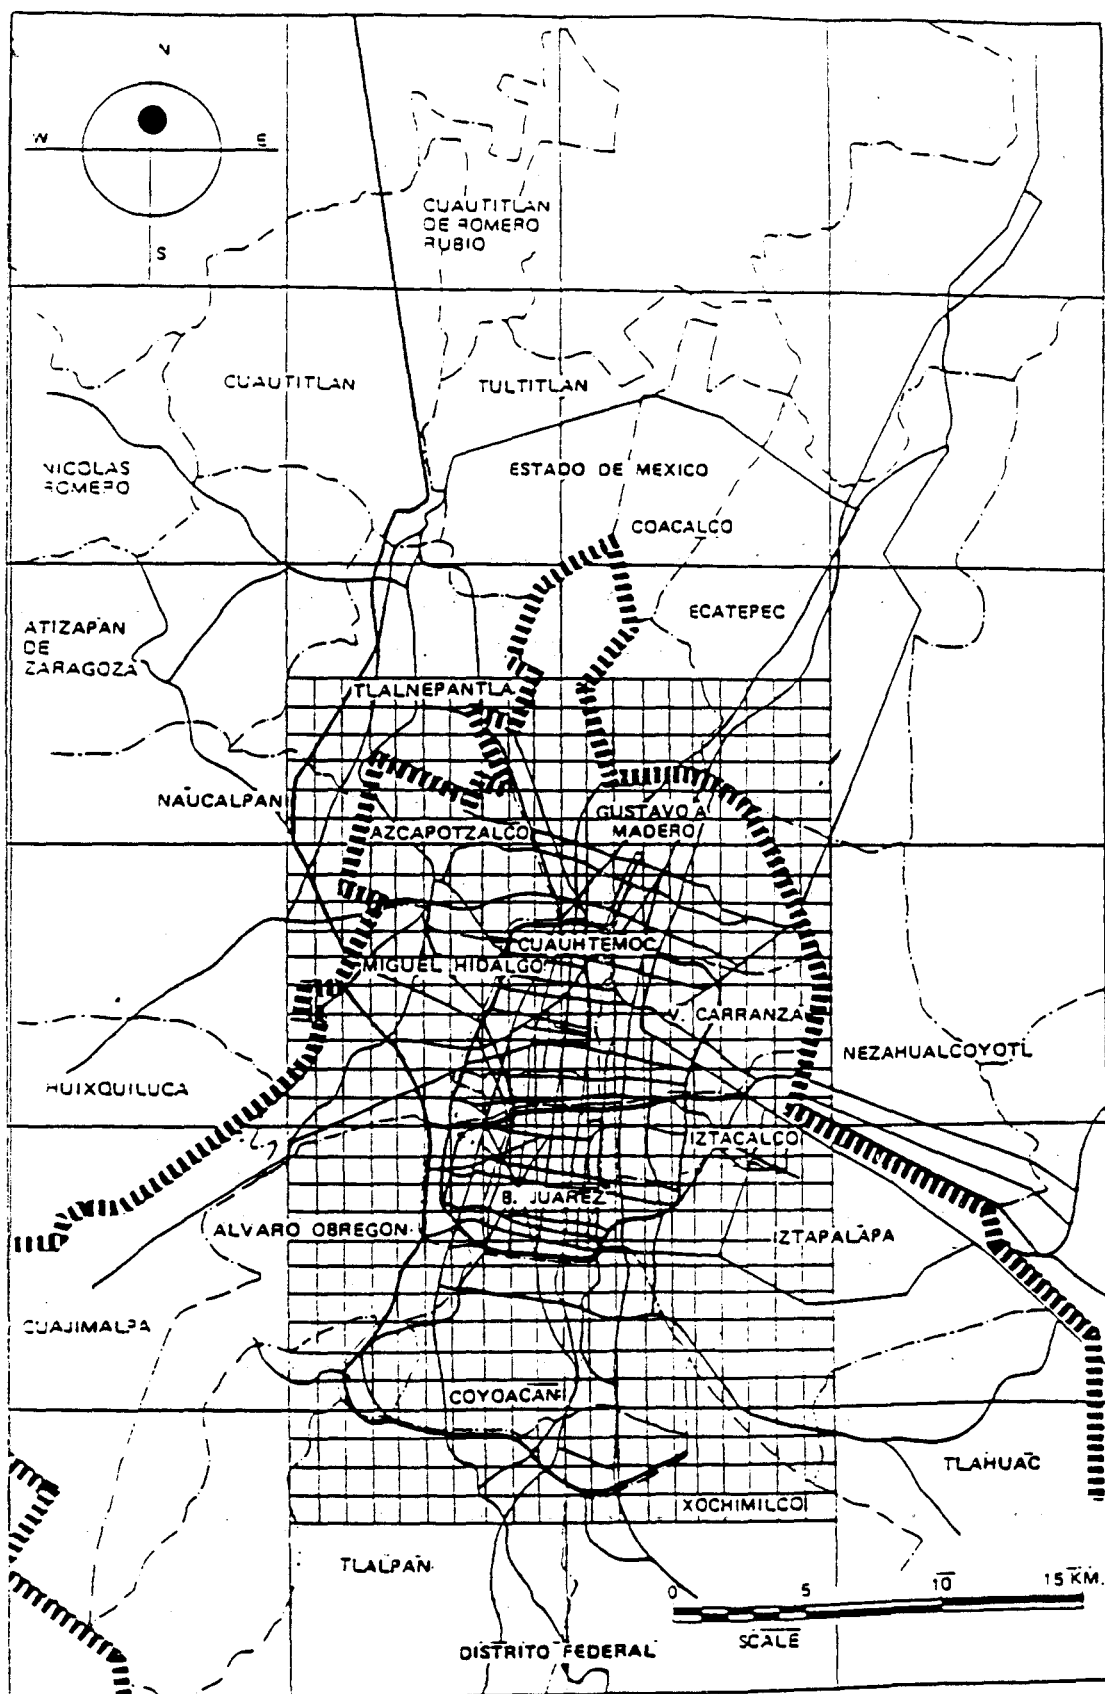 N
W E
S
CUAUTITLAN
DE ROMERO
RUBIO
CUAUTITLAN
TULTITLAN
NICOLAS
ROMERO
ESTADO DE MEXICO
COACALCO
ECATEPEC
ATIZAPAN
DE
ZARAGOZA
TLALNEPANTLA
NAUCALPAN
GUSTAVO A
MADERO
AZCAPOTZALCO
CUAUHTEMOC
MIGUEL HIDALGO
V. CARRANZA
NEZAHUALCOYOTL
HUIXQUILUCA
IZTACALCO
B. JUAREZ
ALVARO OBREGON
IZTAPALAPA
CUAJIMALPA
COYOACAN
TLAHUAC
XOCHIMILCO
TLALPAN
0 5 10 15 KM.
SCALE
DISTRITO FEDERAL